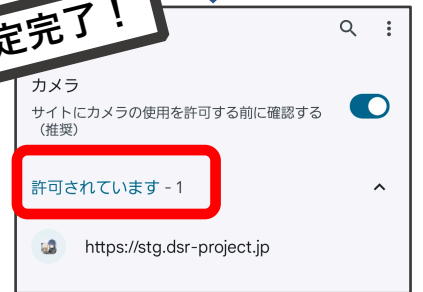 定完了！
カメラ
サイトにカメラの使用を許可する前に確認する
（推奨）
許可されています - 1
https://stg.dsr-project.jp